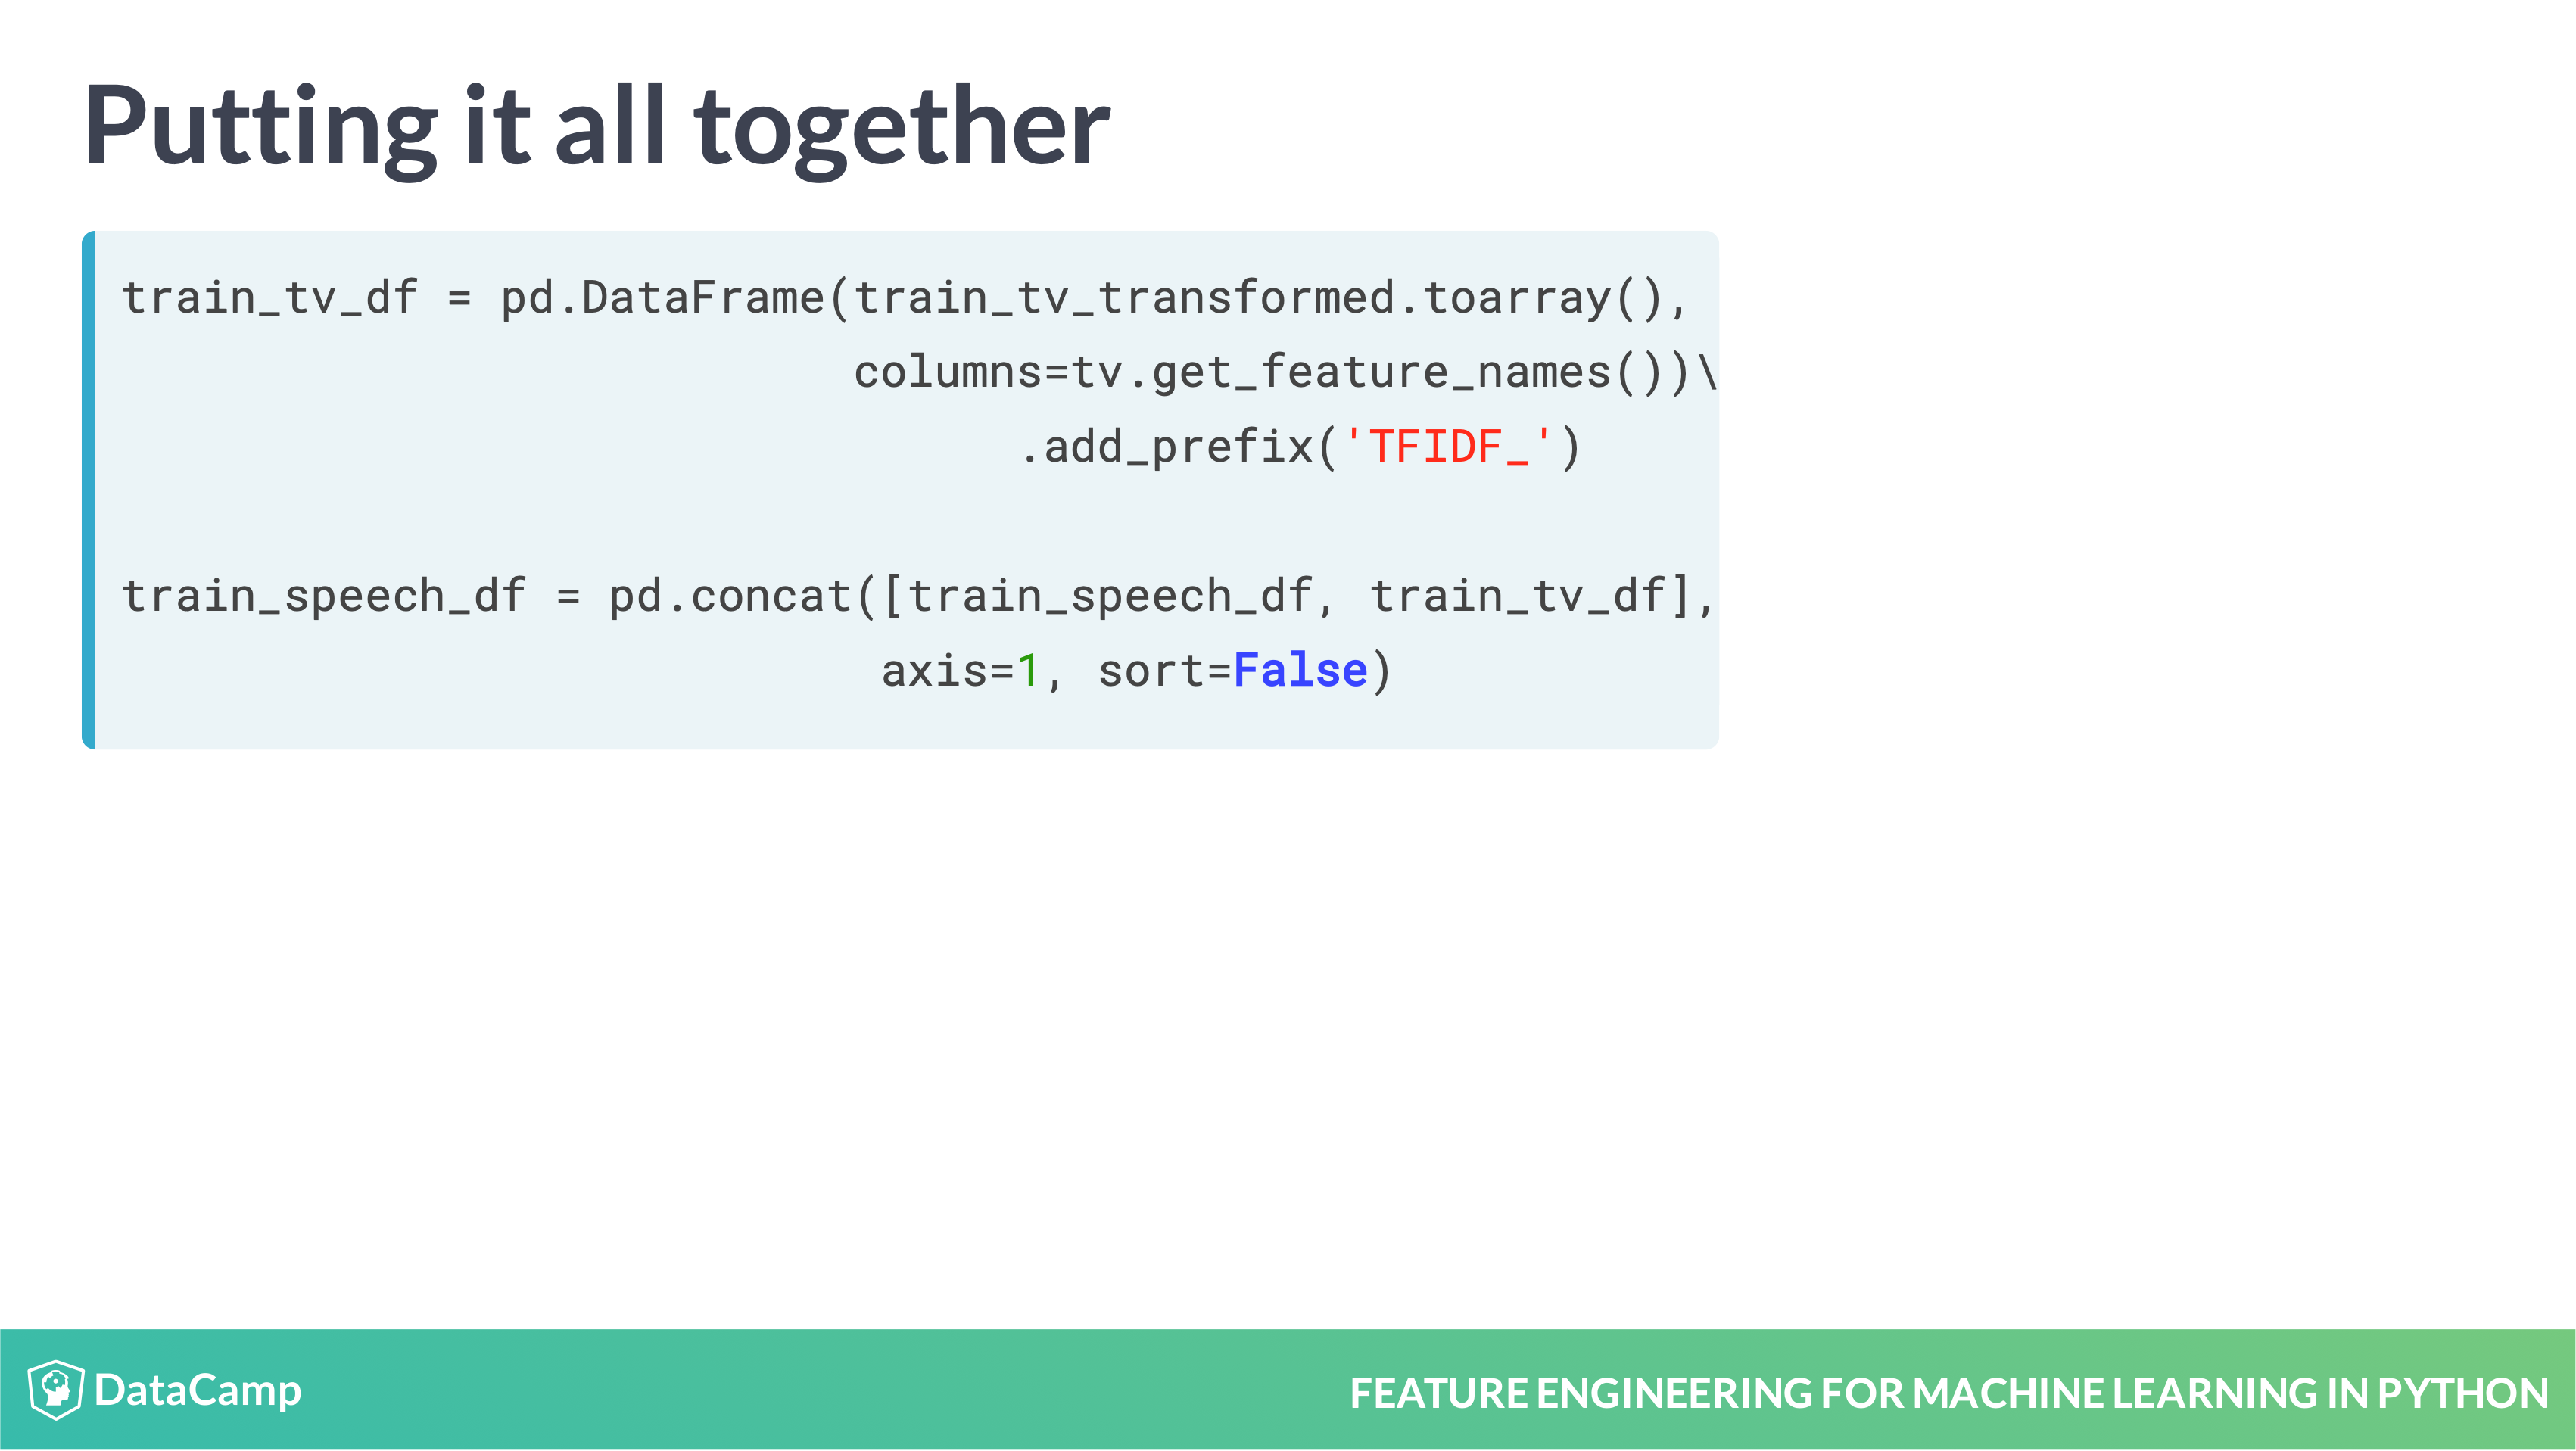 Putting it all together
train_tv_df = pd.DataFrame(train_tv_transformed.toarray(),
                           columns=tv.get_feature_names())\
                                 .add_prefix('TFIDF_')

train_speech_df = pd.concat([train_speech_df, train_tv_df],
                            axis=1, sort=False)
DataCamp
FEATURE ENGINEERING FOR MACHINE LEARNING IN PYTHON